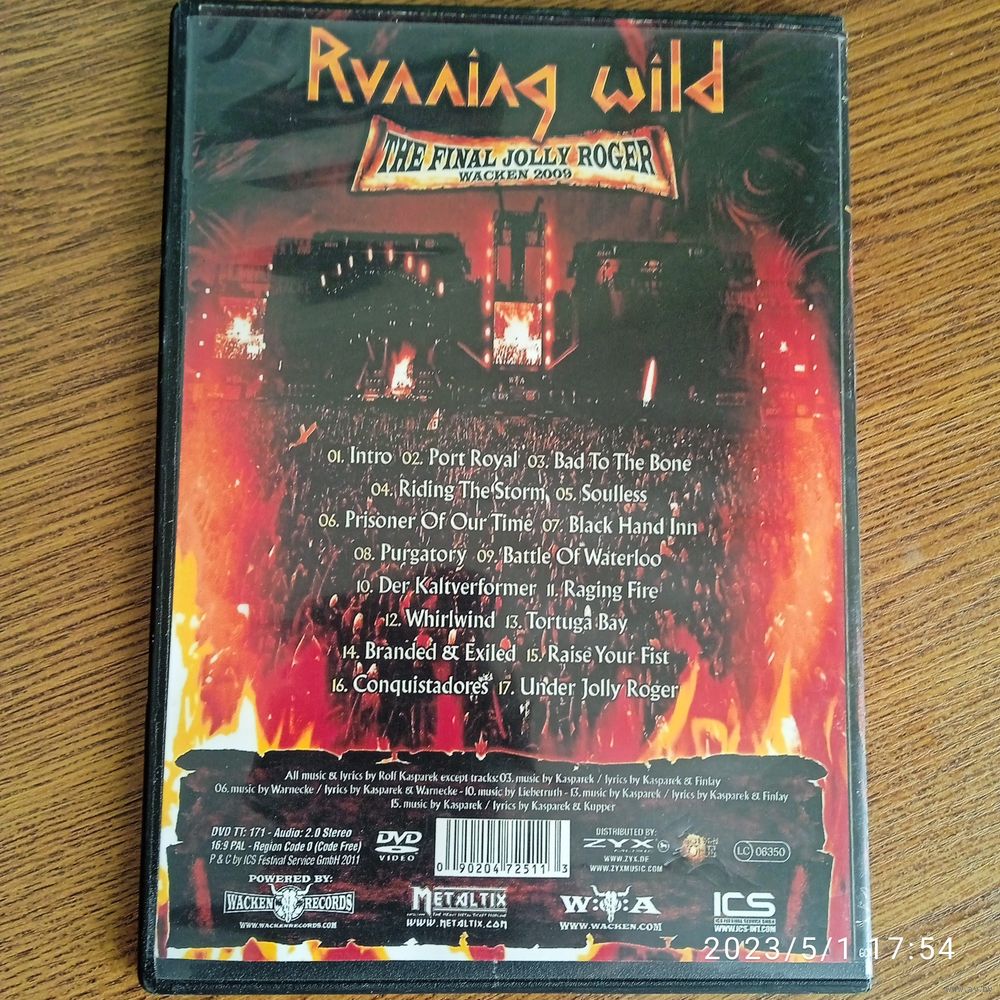 Running wild
THE FINAL JOLLY ROGER
WACKEN 2009
W:O:A
01. Intro 02. Port Royal 03. Bad To The Bone
04. Riding The Storm 05. Soulless
06. Prisoner Of Our Time 07. Black Hand Inn
08. Purgatory 09. Battle Of Waterloo
10. Der Kaltverformer 11. Raging Fire
12. Whirlwind 13. Tortuga Bay
14. Branded & Exiled 15. Raise Your Fist
16. Conquistadores 17. Under Jolly Roger
All music & lyrics by Rolf Kasparek except tracks: 03. music by Kasparek / lyrics by Kasparek & Finlay
06. music by Warnecke / lyrics by Kasparek & Warnecke - 10. music by Liebetruth - 13. music by Kasparek / lyrics by Kasparek & Finlay
15. music by Kasparek / lyrics by Kasparek & Kupper
DVD TT: 171 - Audio: 2.0 Stereo
16:9 PAL - Region Code 0 (Code Free)
P & C by ICS Festival Service GmbH 2011
DVD
VIDEO
0 90204 72511 3
DISTRIBUTED BY:
ZYX
MUSIC
WWW.ZYX.DE
WWW.ZYXMUSIC.COM
LC 06350
POWERED BY:
WACKEN RECORDS
WWW.WACKENRECORDS.COM
METALTIX
WWW.METALTIX.COM
W:O:A
WWW.WACKEN.COM
ICS
ICS FESTIVAL SERVICE GMBH
WWW.ICS-INT.COM
2023/5/1 17:54